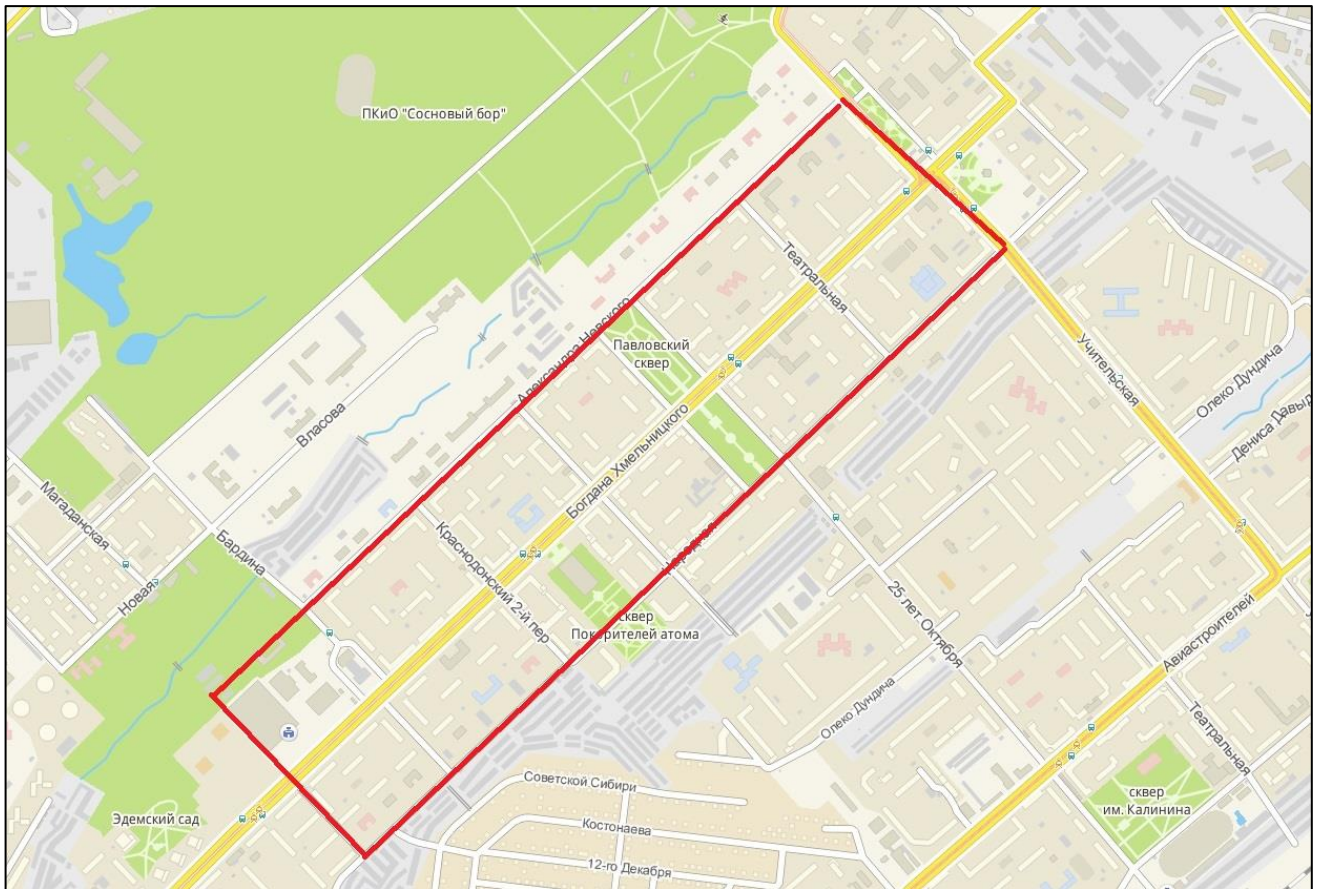 ПКиО "Сосновый бор"
Театральная
Александра Невского
Павловский
сквер
Учительская
Олеко Дундича
Дениса Давыд
Власова
Богдана Хмельницкого
Магаданская
Бардина
Новая
Краснодонский 2-й пер
Народная
25 лет Октября
сквер
Покорителей атома
Авиастроителей
Олеко Дундича
Театральная
Советской Сибири
сквер
им. Калинина
Эдемский сад
Костонаева
12-го Декабря